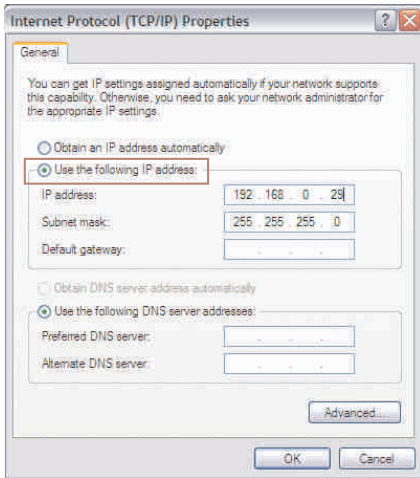 Internet Protocol (TCP/IP) Properties
General
You can get IP settings assigned automatically if your network supports
this capability. Otherwise, you need to ask your network administrator for
the appropriate IP settings.
Obtain an IP address automatically
Use the following IP address:
IP address: 192 . 168 . 0 . 29
Subnet mask: 255 . 255 . 255 . 0
Default gateway: . . .
Obtain DNS server address automatically
Use the following DNS server addresses:
Preferred DNS server: . . .
Alternate DNS server: . . .
Advanced...
OK Cancel